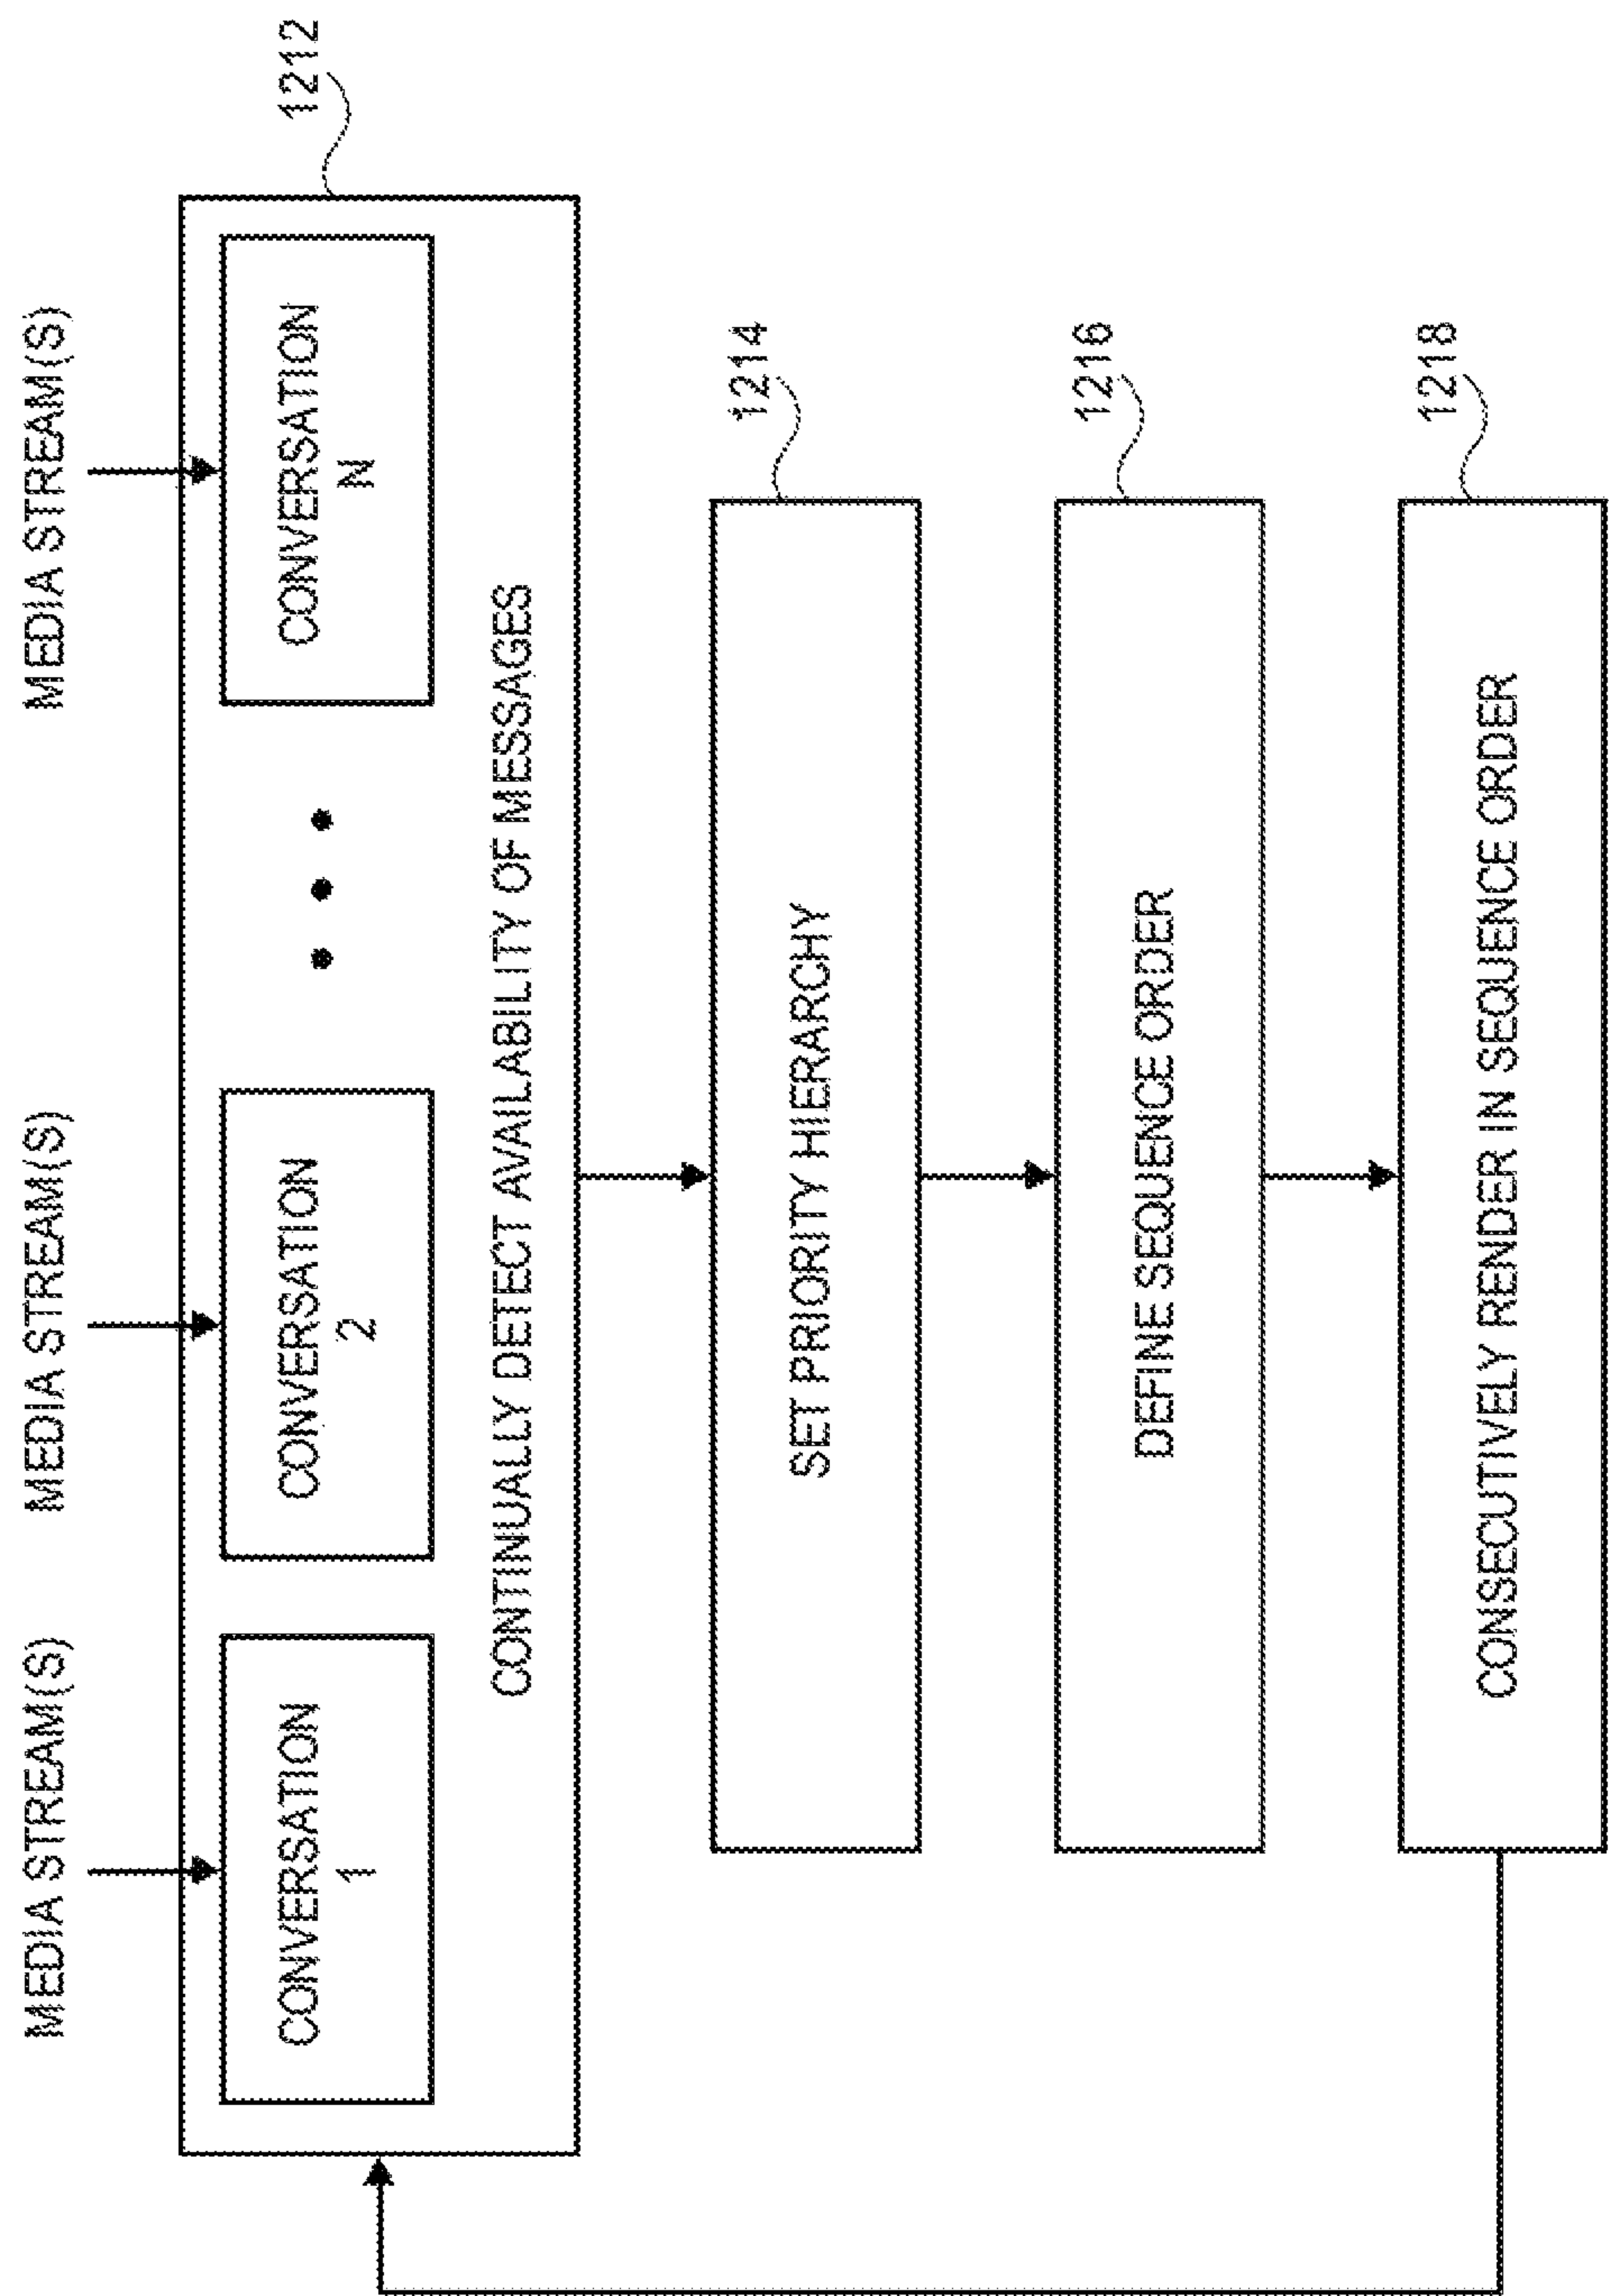 MEDIA STREAM(S)
MEDIA STREAM(S)
MEDIA STREAM(S)
1212
CONVERSATION
1
CONVERSATION
2
CONVERSATION
N
CONTINUALLY DETECT AVAILABILITY OF MESSAGES
1214
SET PRIORITY HIERARCHY
1216
DEFINE SEQUENCE ORDER
1218
CONSECUTIVELY RENDER IN SEQUENCE ORDER